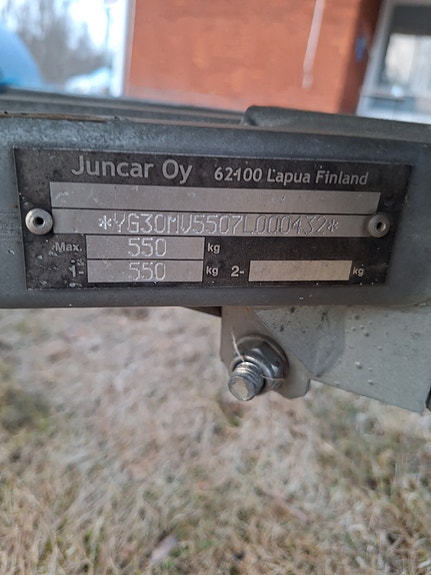 Juncar Oy 62100 Lapua Finland
*YG30MV5507L000432*
Max. 550 kg
1- 550 kg 2- kg